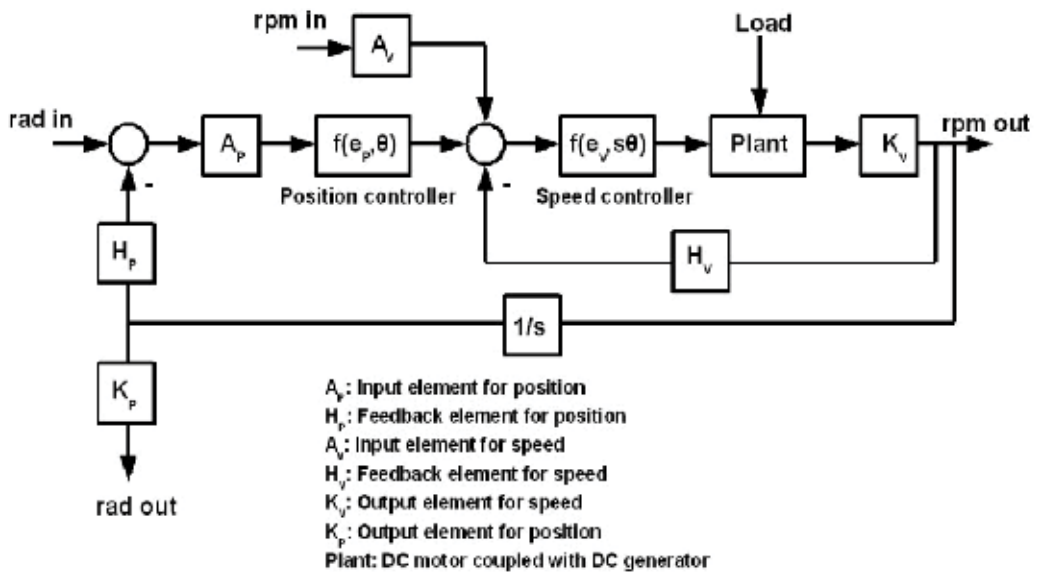 rpm in
A_v
Load
rad in
A_P
f(e_P,θ)
f(e_v,sθ)
Plant
K_v
rpm out
-
-
Position controller
Speed controller
H_P
H_v
1/s
K_P
rad out
A_P: Input element for position
H_P: Feedback element for position
A_v: Input element for speed
H_v: Feedback element for speed
K_v: Output element for speed
K_P: Output element for position
Plant: DC motor coupled with DC generator